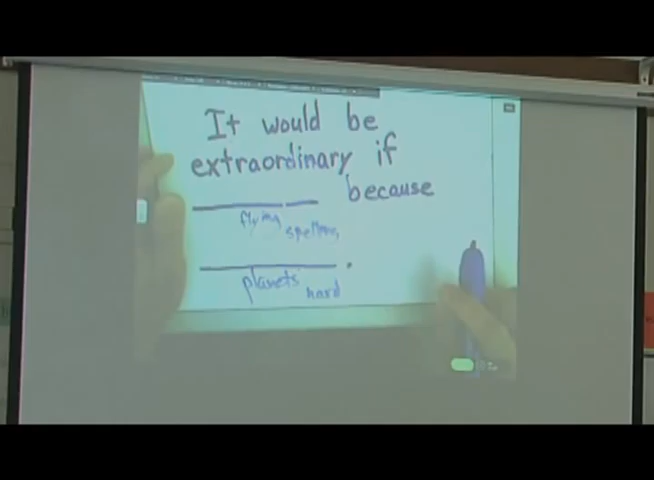 It would be
extraordinary if
because
flying
spelling
.
planets
hard